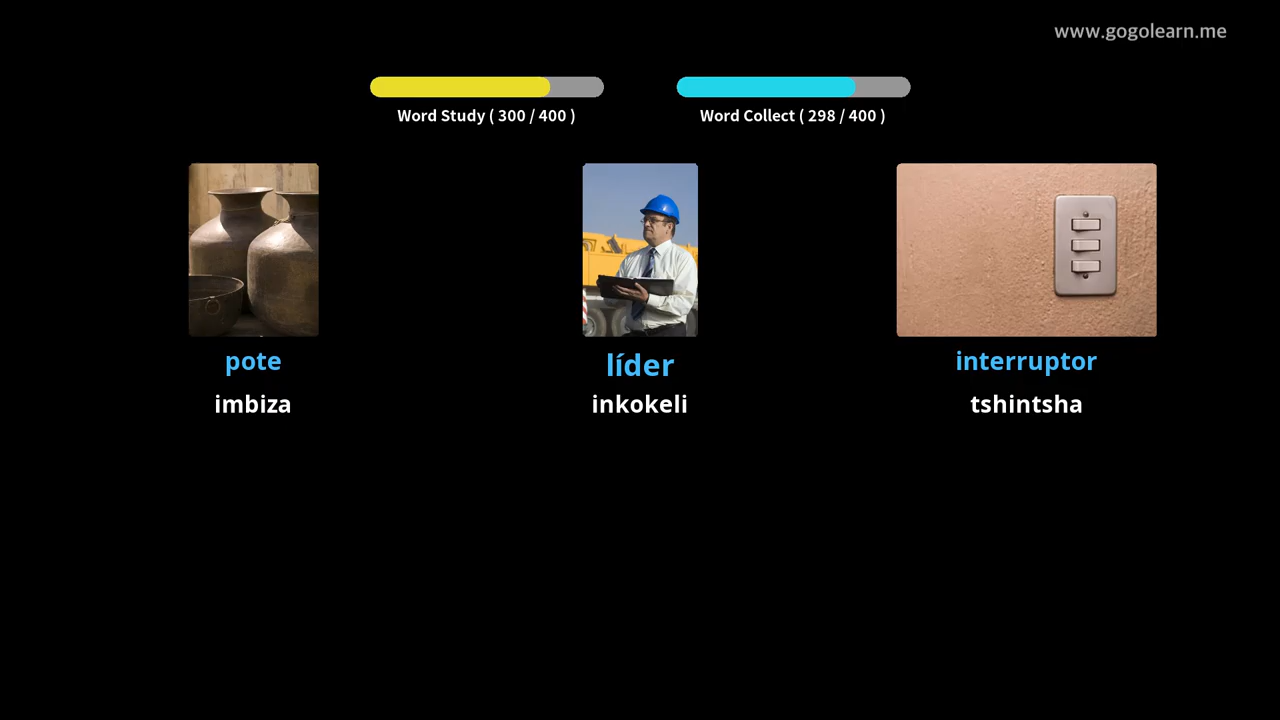 www.gogolearn.me
Word Study ( 300 / 400 )
Word Collect ( 298 / 400 )
pote
líder
interruptor
imbiza
inkokeli
tshintsha